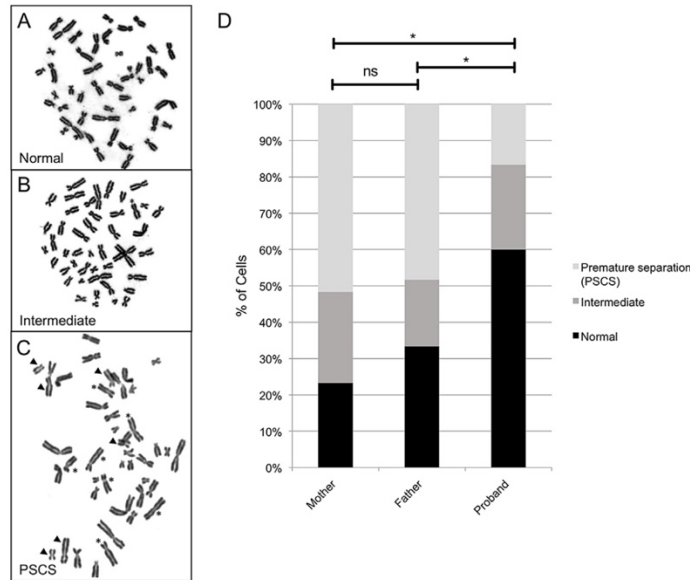 A
Normal
B
Intermediate
C
PSCS
D
*
ns
*
100%
90%
80%
70%
60%
50%
40%
30%
20%
10%
0%
% of Cells
Mother
Father
Proband
Premature separation
(PSCS)
Intermediate
Normal